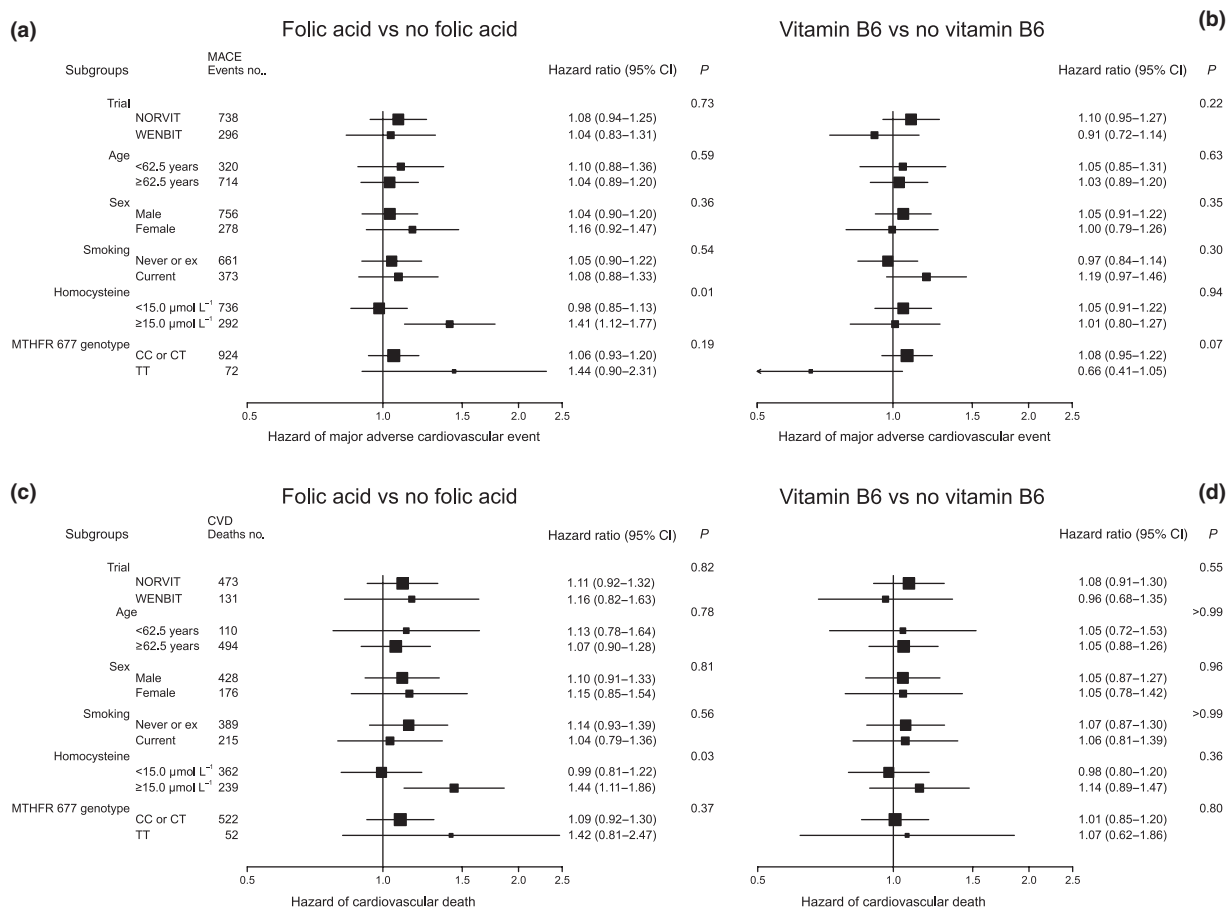 (a)
Folic acid vs no folic acid
Vitamin B6 vs no vitamin B6
(b)
MACE
Subgroups Events no.. Hazard ratio (95% CI) P Hazard ratio (95% CI) P
Trial 0.73 0.22
NORVIT 738 1.08 (0.94–1.25) 1.10 (0.95–1.27)
WENBIT 296 1.04 (0.83–1.31) 0.91 (0.72–1.14)
Age 0.59 0.63
<62.5 years 320 1.10 (0.88–1.36) 1.05 (0.85–1.31)
≥62.5 years 714 1.04 (0.89–1.20) 1.03 (0.89–1.20)
Sex 0.36 0.35
Male 756 1.04 (0.90–1.20) 1.05 (0.91–1.22)
Female 278 1.16 (0.92–1.47) 1.00 (0.79–1.26)
Smoking 0.54 0.30
Never or ex 661 1.05 (0.90–1.22) 0.97 (0.84–1.14)
Current 373 1.08 (0.88–1.33) 1.19 (0.97–1.46)
Homocysteine 0.01 0.94
<15.0 μmol L⁻¹ 736 0.98 (0.85–1.13) 1.05 (0.91–1.22)
≥15.0 μmol L⁻¹ 292 1.41 (1.12–1.77) 1.01 (0.80–1.27)
MTHFR 677 genotype 0.19 0.07
CC or CT 924 1.06 (0.93–1.20) 1.08 (0.95–1.22)
TT 72 1.44 (0.90–2.31) 0.66 (0.41–1.05)
0.5 1.0 1.5 2.0 2.5 0.5 1.0 1.5 2.0 2.5
Hazard of major adverse cardiovascular event Hazard of major adverse cardiovascular event
(c)
Folic acid vs no folic acid
Vitamin B6 vs no vitamin B6
(d)
CVD
Subgroups Deaths no. Hazard ratio (95% CI) P Hazard ratio (95% CI) P
Trial 0.82 0.55
NORVIT 473 1.11 (0.92–1.32) 1.08 (0.91–1.30)
WENBIT 131 1.16 (0.82–1.63) 0.96 (0.68–1.35)
Age 0.78 >0.99
<62.5 years 110 1.13 (0.78–1.64) 1.05 (0.72–1.53)
≥62.5 years 494 1.07 (0.90–1.28) 1.05 (0.88–1.26)
Sex 0.81 0.96
Male 428 1.10 (0.91–1.33) 1.05 (0.87–1.27)
Female 176 1.15 (0.85–1.54) 1.05 (0.78–1.42)
Smoking 0.56 >0.99
Never or ex 389 1.14 (0.93–1.39) 1.07 (0.87–1.30)
Current 215 1.04 (0.79–1.36) 1.06 (0.81–1.39)
Homocysteine 0.03 0.36
<15.0 μmol L⁻¹ 362 0.99 (0.81–1.22) 0.98 (0.80–1.20)
≥15.0 μmol L⁻¹ 239 1.44 (1.11–1.86) 1.14 (0.89–1.47)
MTHFR 677 genotype 0.37 0.80
CC or CT 522 1.09 (0.92–1.30) 1.01 (0.85–1.20)
TT 52 1.42 (0.81–2.47) 1.07 (0.62–1.86)
0.5 1.0 1.5 2.0 2.5 0.5 1.0 1.5 2.0 2.5
Hazard of cardiovascular death Hazard of cardiovascular death